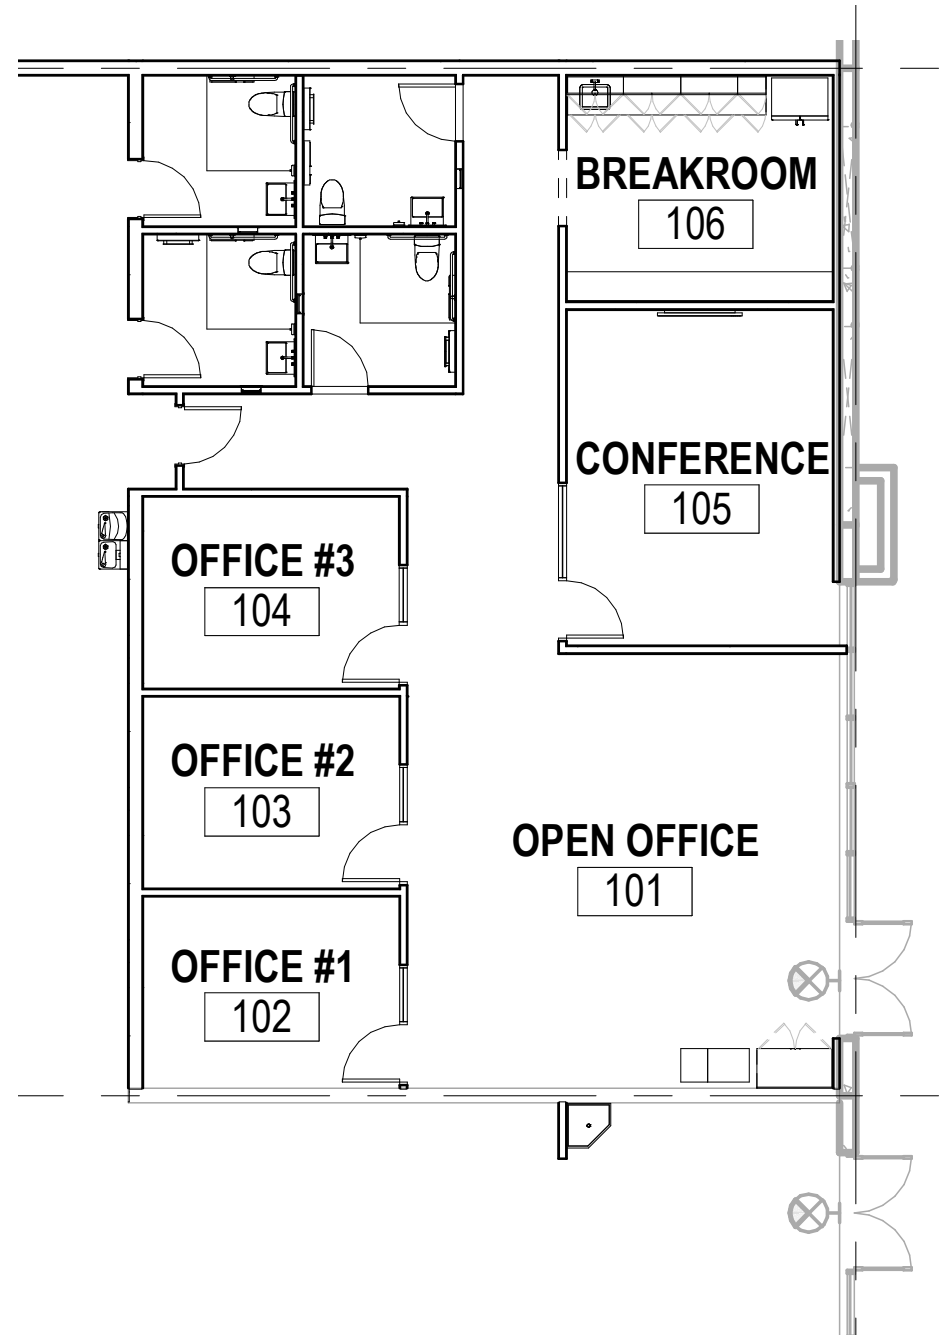 BREAKROOM
106
CONFERENCE
105
OFFICE #3
104
OFFICE #2
103
OPEN OFFICE
101
OFFICE #1
102